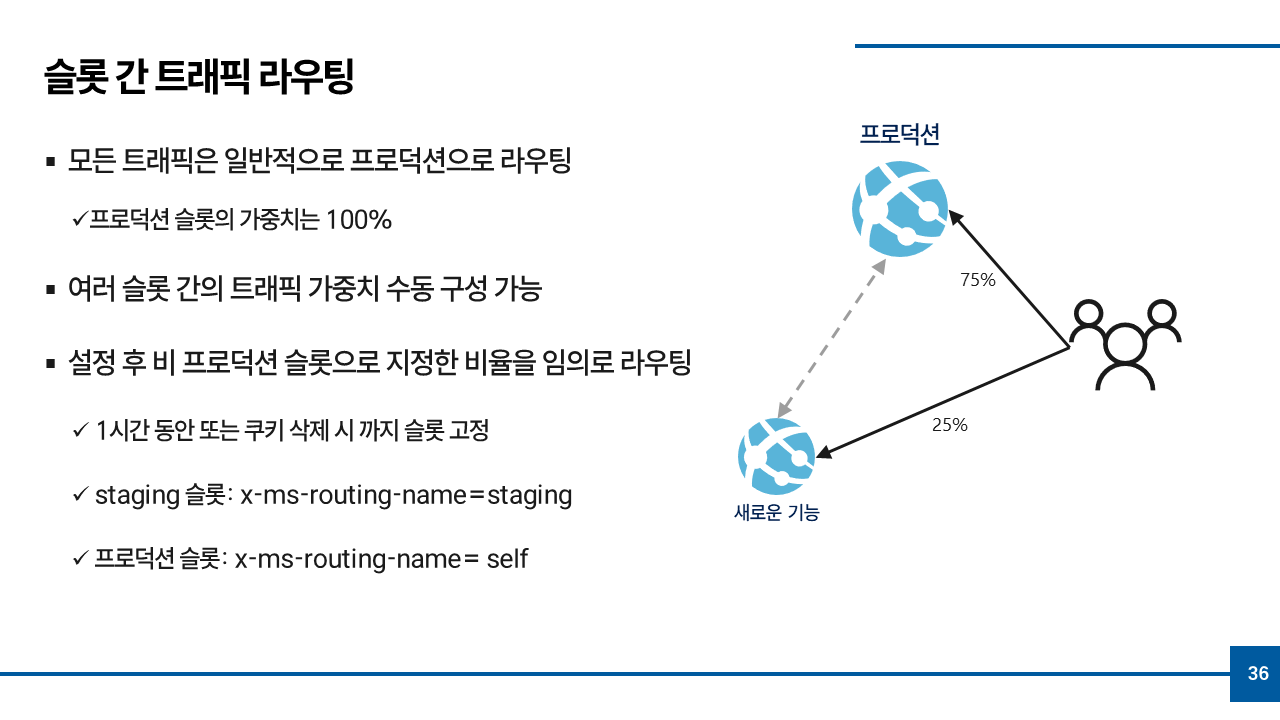 슬롯 간 트래픽 라우팅
▪ 모든 트래픽은 일반적으로 프로덕션으로 라우팅
✓프로덕션 슬롯의 가중치는 100%
▪ 여러 슬롯 간의 트래픽 가중치 수동 구성 가능
▪ 설정 후 비 프로덕션 슬롯으로 지정한 비율을 임의로 라우팅
✓ 1시간 동안 또는 쿠키 삭제 시 까지 슬롯 고정
✓ staging 슬롯: x-ms-routing-name=staging
✓ 프로덕션 슬롯: x-ms-routing-name= self
프로덕션
75%
25%
새로운 기능
36